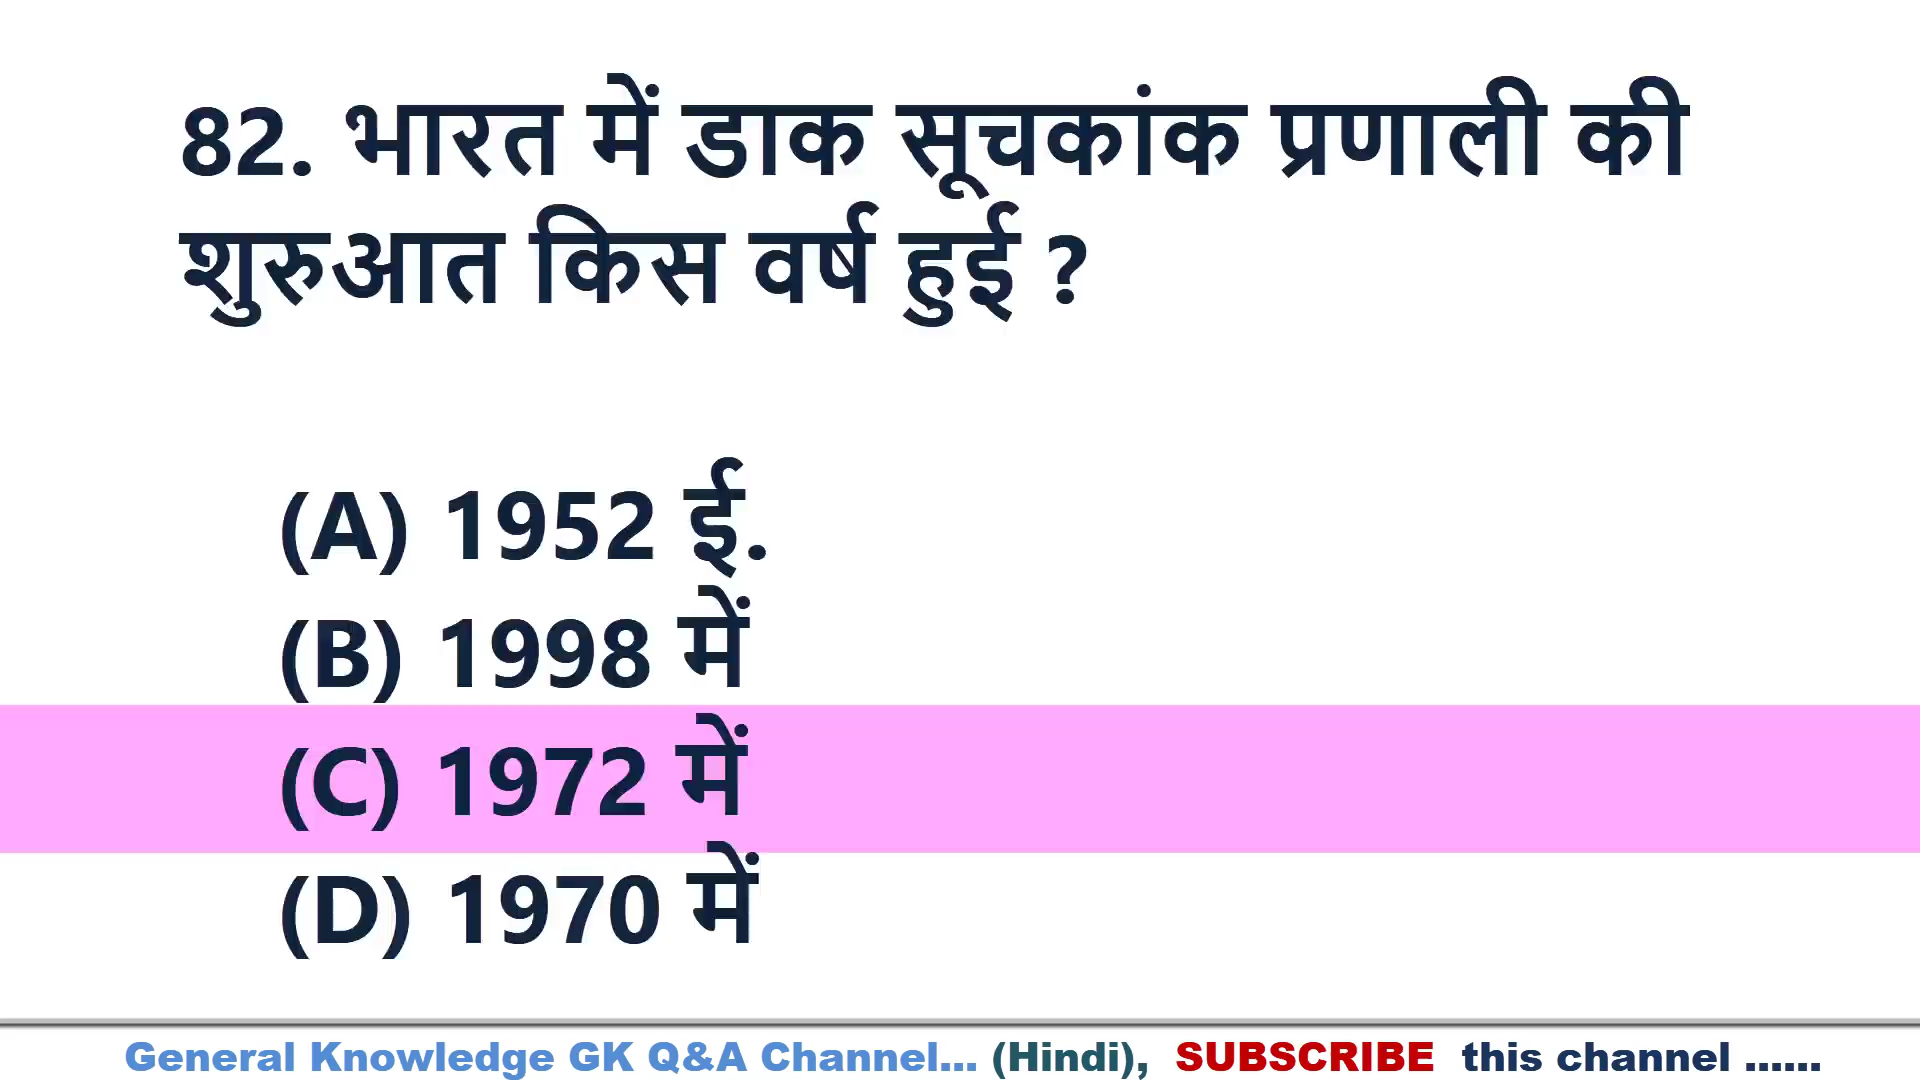 82. भारत में डाक सूचकांक प्रणाली की
शुरुआत किस वर्ष हुई ?
(A) 1952 ई.
(B) 1998 में
(C) 1972 में
(D) 1970 में
General Knowledge GK Q&A Channel... (Hindi), SUBSCRIBE this channel ......